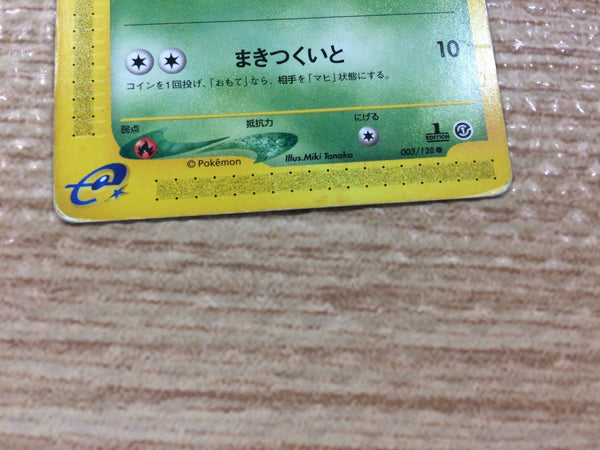 まきつくいと 10
コインを1回投げ、「おもて」なら、相手を「マヒ」状態にする。
弱点 抵抗力 にげる
1 EDITION
© Pokémon Illus.Miki Tanaka 003/128
e